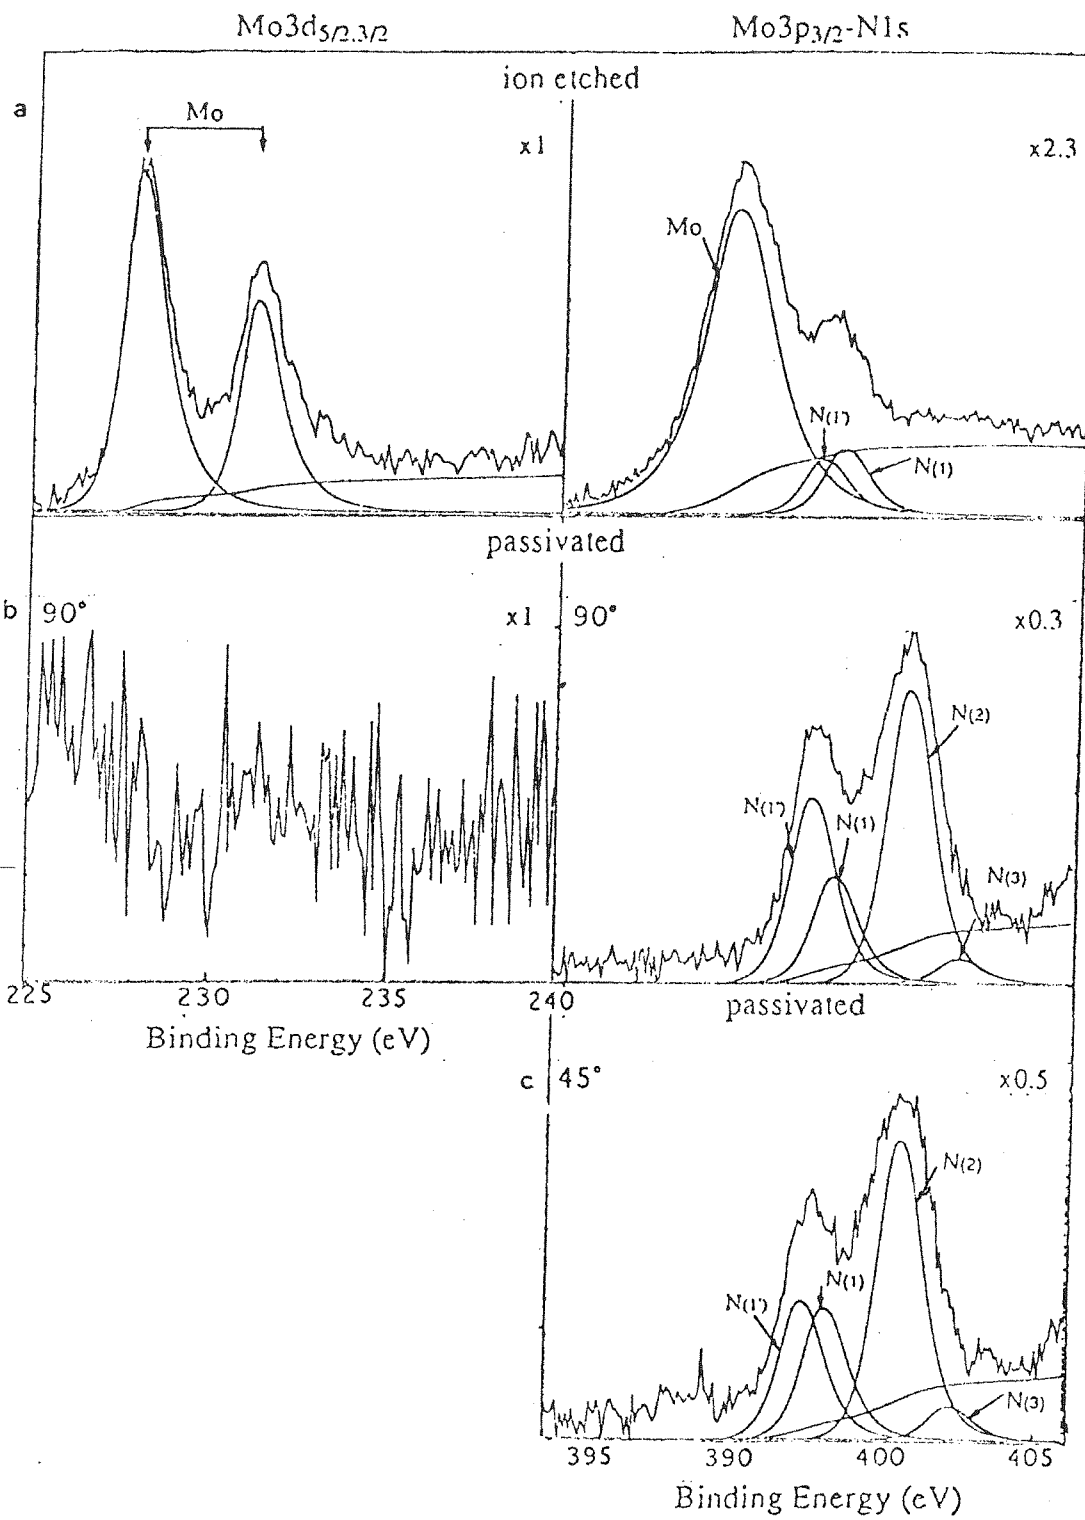 Mo3d5/2.3/2
Mo3p3/2-N1s
ion etched
a
Mo
x1
x2.3
Mo
N(1')
N(1)
passivated
b
90°
x1
90°
x0.3
N(2)
N(1')
N(1)
N(3)
225
230
235
240
Binding Energy (eV)
passivated
c
45°
x0.5
N(2)
N(1)
N(1')
N(3)
395
390
400
405
Binding Energy (eV)